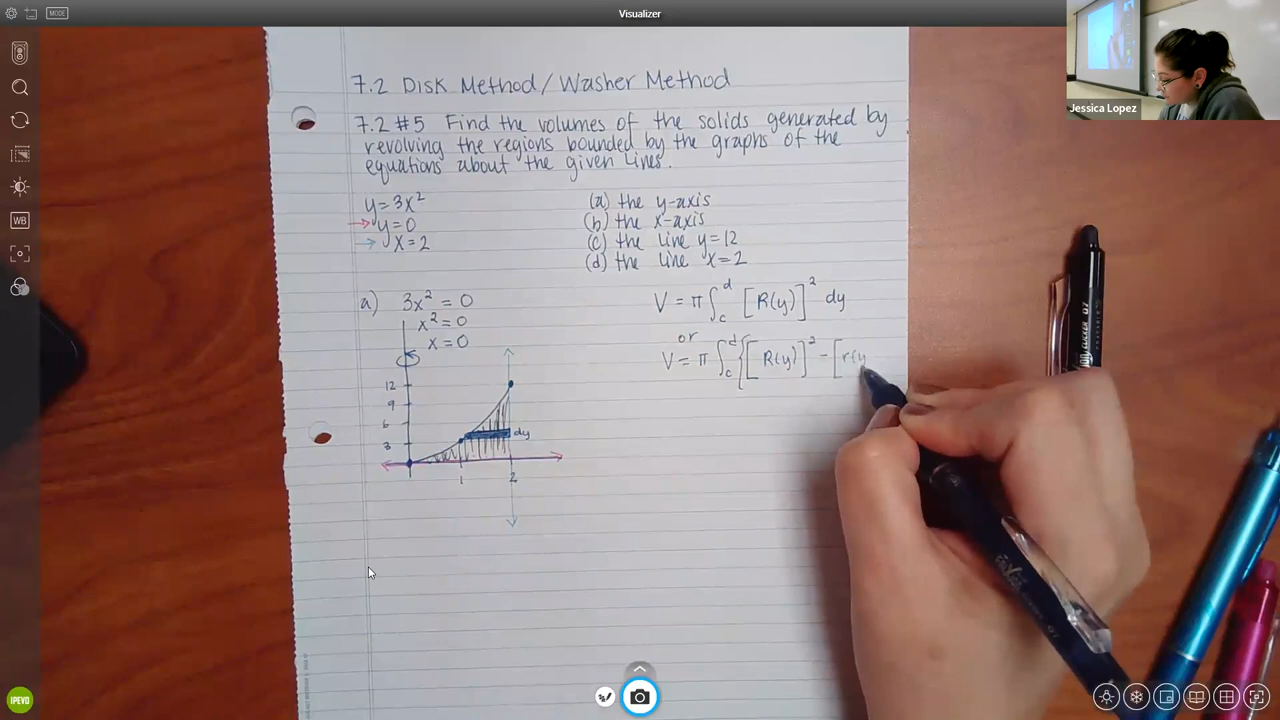 MODE
Visualizer
Jessica Lopez
WB
7.2 Disk Method/Washer Method
7.2 #5 Find the volumes of the solids generated by
revolving the regions bounded by the graphs of the
equations about the given lines.
y=3x²
→ y=0
→ x=2
(a) the y-axis
(b) the x-axis
(c) the line y=12
(d) the line x=2
a) 3x² = 0
x² = 0
x = 0
V = π∫_c^d [R(y)]² dy
or
V = π∫_c^d {[R(y)]² - [r(y
12
9
6
3
dy
1
2
IPEVO